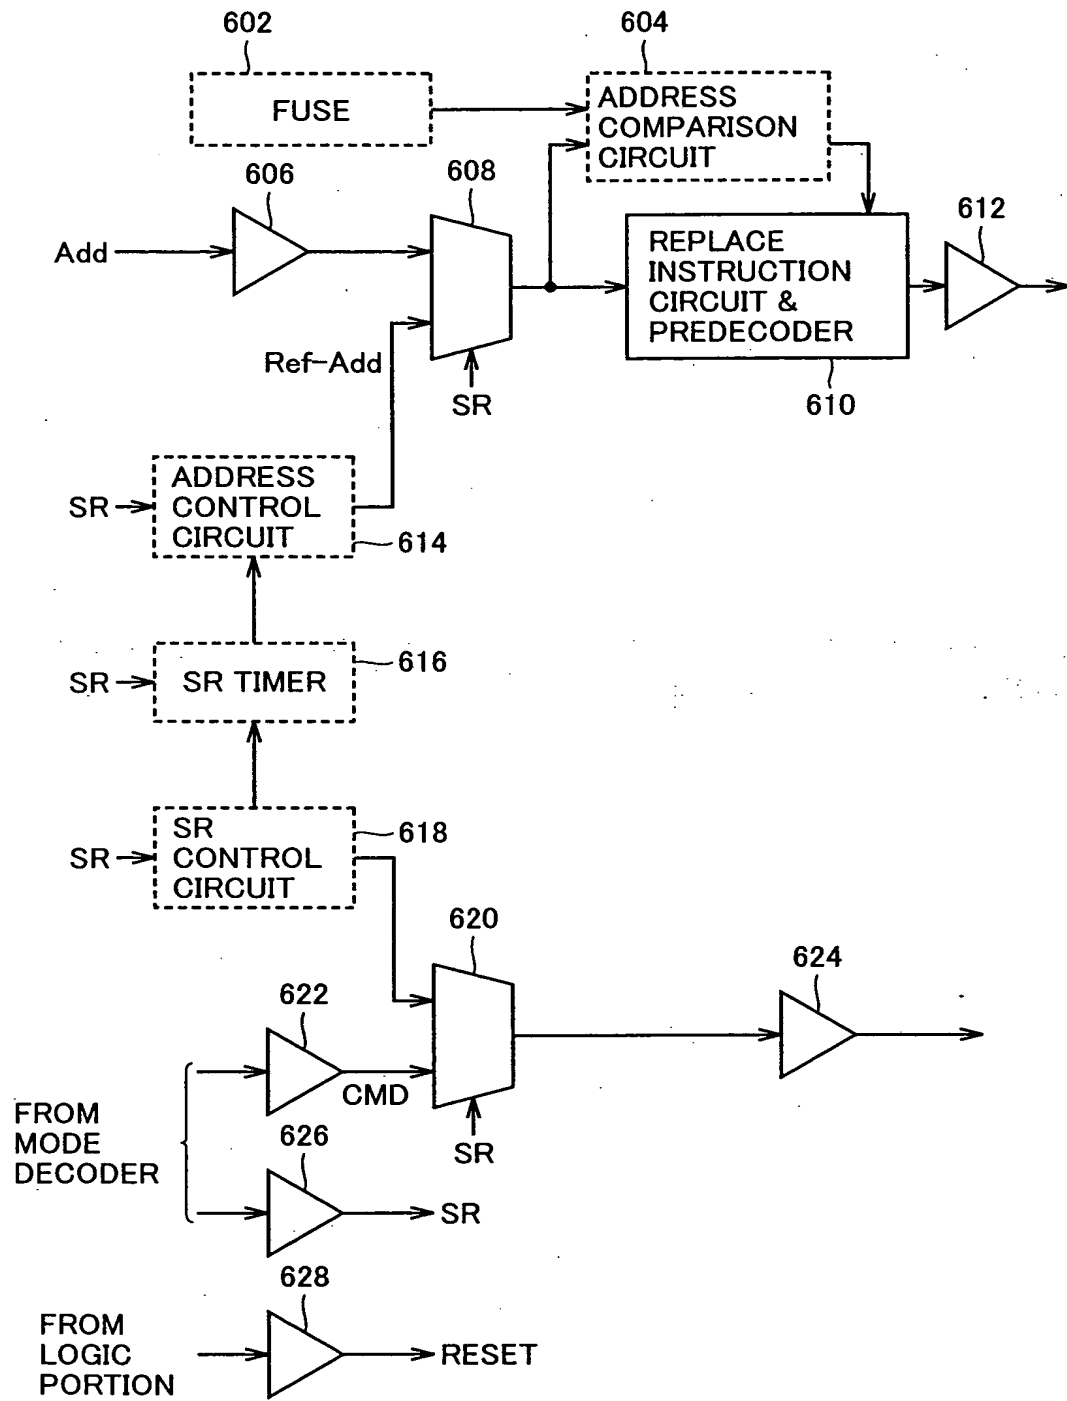 602
604
FUSE
ADDRESS
COMPARISON
CIRCUIT
606
608
612
Add
REPLACE
INSTRUCTION
CIRCUIT &
PREDECODER
Ref-Add
SR
610
ADDRESS
CONTROL
CIRCUIT
SR
614
SR
SR TIMER
616
SR
SR
CONTROL
CIRCUIT
618
620
624
622
CMD
FROM
MODE
DECODER
626
SR
SR
628
FROM
LOGIC
PORTION
RESET